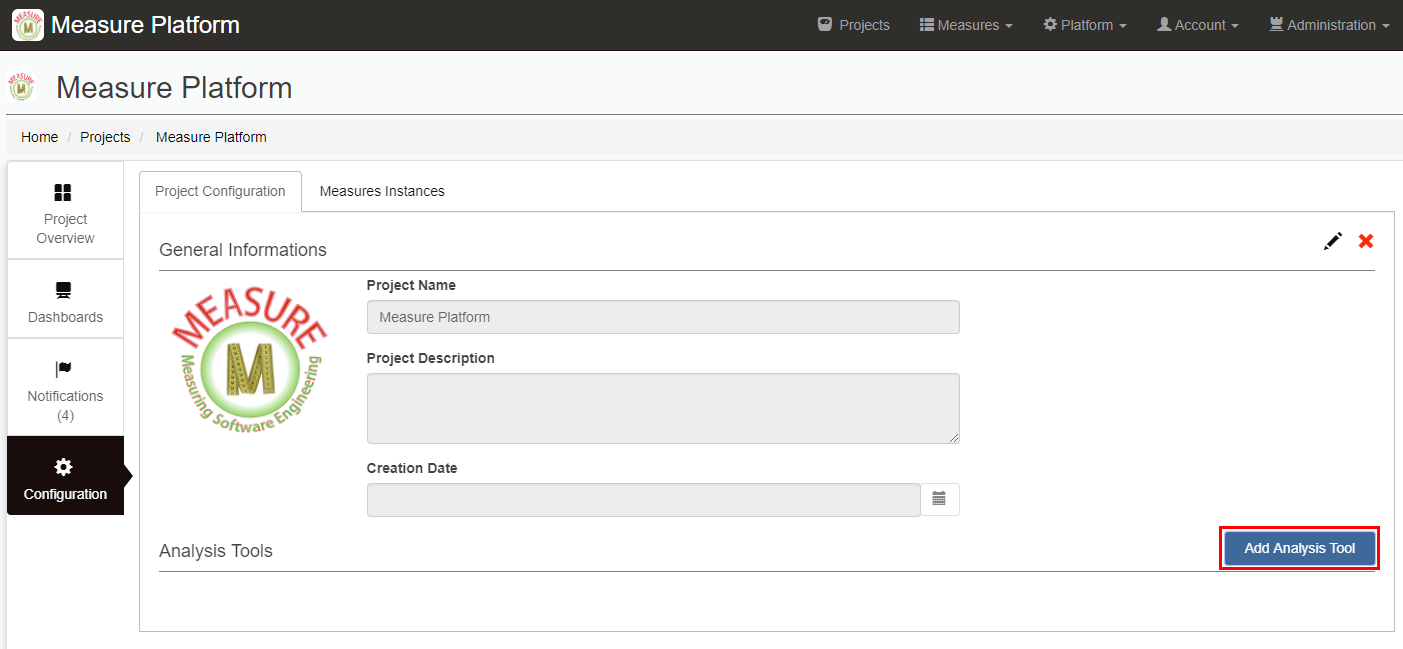 MEASURE
M
Measure Platform
Projects
Measures
Platform
Account
Administration
MEASURE
M
Measure Platform
Home / Projects / Measure Platform
Project
Overview
Dashboards
Notifications
(4)
Configuration
Project Configuration
Measures Instances
General Informations
MEASURE
M
Measuring Software Engineering
Project Name
Measure Platform
Project Description
Creation Date
Analysis Tools
Add Analysis Tool